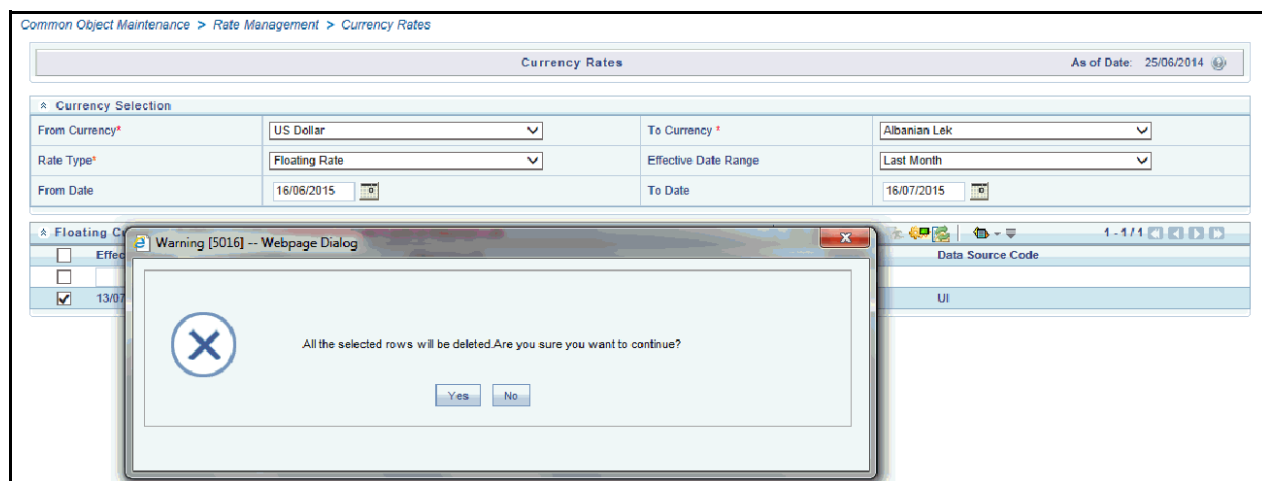 Common Object Maintenance > Rate Management > Currency Rates
Currency Rates As of Date: 25/06/2014
Currency Selection
From Currency* US Dollar To Currency * Albanian Lek
Rate Type* Floating Rate Effective Date Range Last Month
From Date 16/06/2015 To Date 16/07/2015
Floating 1 - 1 / 1
Warning [5016] -- Webpage Dialog X
Data Source Code
13/07 UI
All the selected rows will be deleted.Are you sure you want to continue?
Yes No